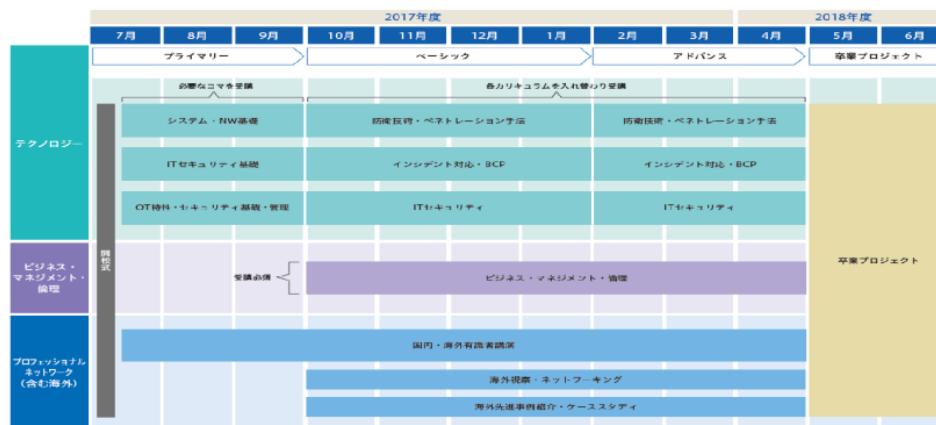 2017年度
2018年度
7月 8月 9月 10月 11月 12月 1月 2月 3月 4月 5月 6月
プライマリー ベーシック アドバンス 卒業プロジェクト
必要なコマを受講 各カリキュラムを入れ替わり受講
テクノロジー
システム・NW基礎 防衛技術・ペネトレーション手法 防衛技術・ペネトレーション手法
ITセキュリティ基礎 インシデント対応・BCP インシデント対応・BCP
OT特性・セキュリティ基礎・管理 ITセキュリティ ITセキュリティ
開校式
ビジネス・
マネジメント・
倫理
受講必須
ビジネス・マネジメント・倫理
卒業プロジェクト
プロフェッショナル
ネットワーク
(含む海外)
国内・海外有識者講演
海外視察・ネットワーキング
海外先進事例紹介・ケーススタディ